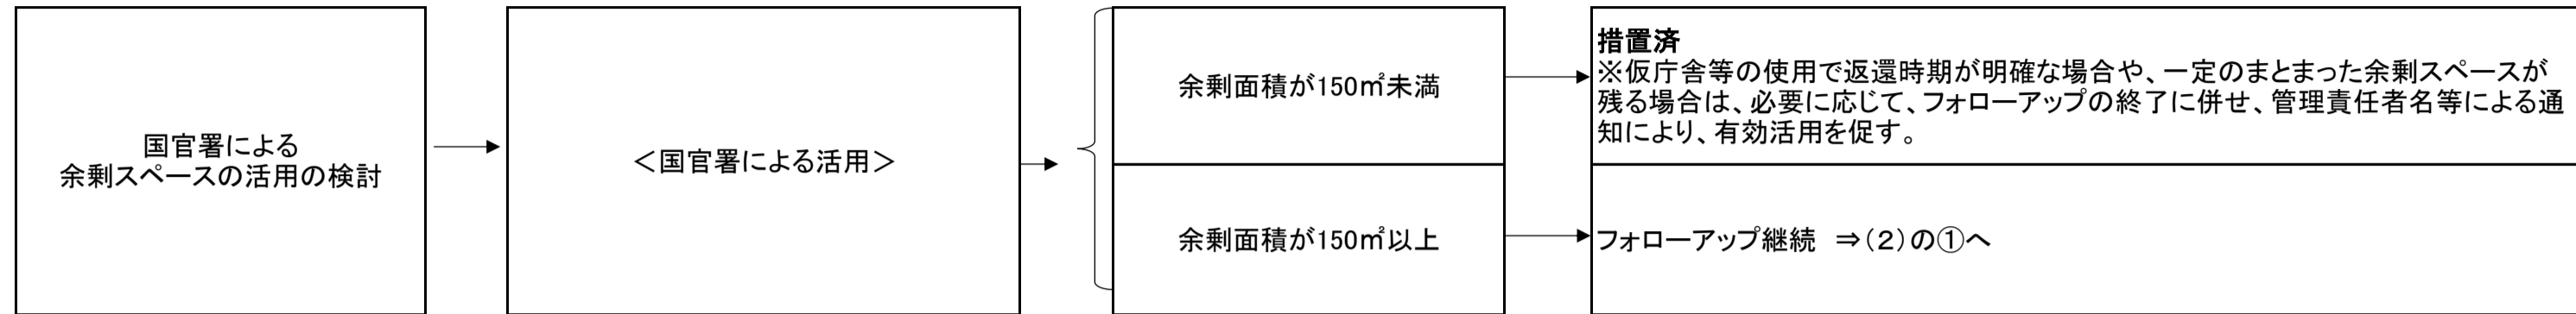 国官署による
余剰スペースの活用の検討
＜国官署による活用＞
余剰面積が150㎡未満
措置済
※仮庁舎等の使用で返還時期が明確な場合や、一定のまとまった余剰スペースが
残る場合は、必要に応じて、フォローアップの終了に併せ、管理責任者名等による通
知により、有効活用を促す。
余剰面積が150㎡以上
フォローアップ継続　⇒（２）の①へ